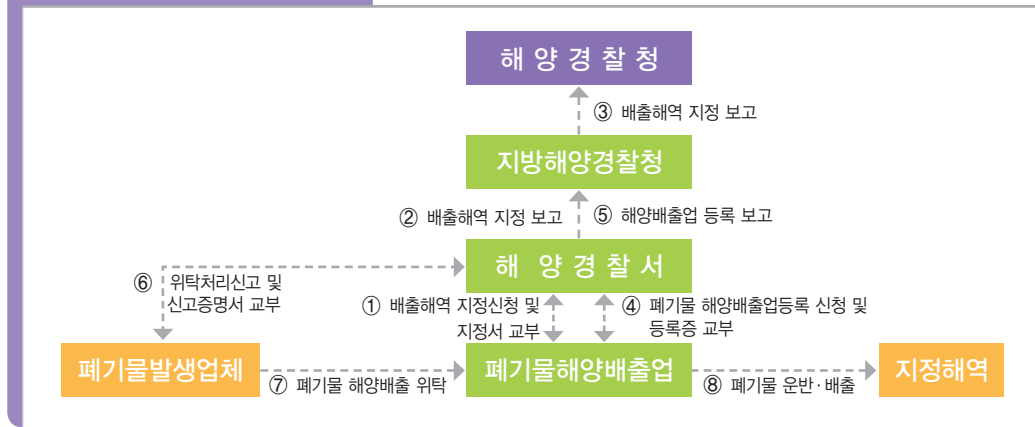 해 양 경 찰 청
③ 배출해역 지정 보고
지방해양경찰청
② 배출해역 지정 보고
⑤ 해양배출업 등록 보고
해 양 경 찰 서
⑥ 위탁처리신고 및
신고증명서 교부
① 배출해역 지정신청 및
지정서 교부
④ 폐기물 해양배출업등록 신청 및
등록증 교부
폐기물발생업체
⑦ 폐기물 해양배출 위탁
폐기물해양배출업
⑧ 폐기물 운반·배출
지정해역